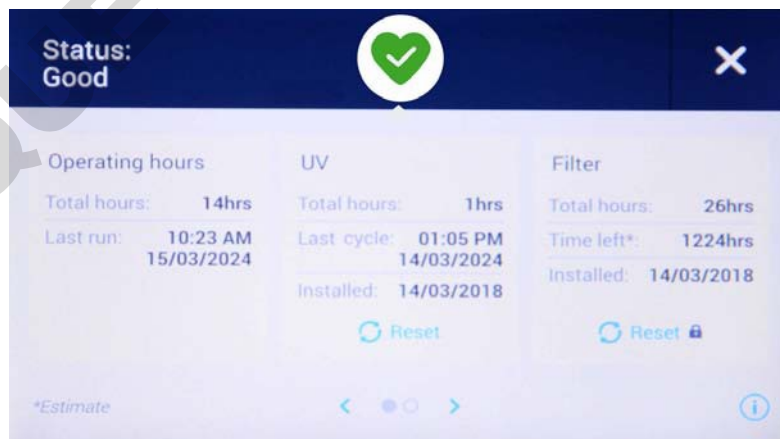 Status:
Good
Operating hours
Total hours: 14hrs
Last run: 10:23 AM
15/03/2024
UV
Total hours: 1hrs
Last cycle: 01:05 PM
14/03/2024
Installed: 14/03/2018
Reset
Filter
Total hours: 26hrs
Time left*: 1224hrs
Installed: 14/03/2018
Reset
*Estimate